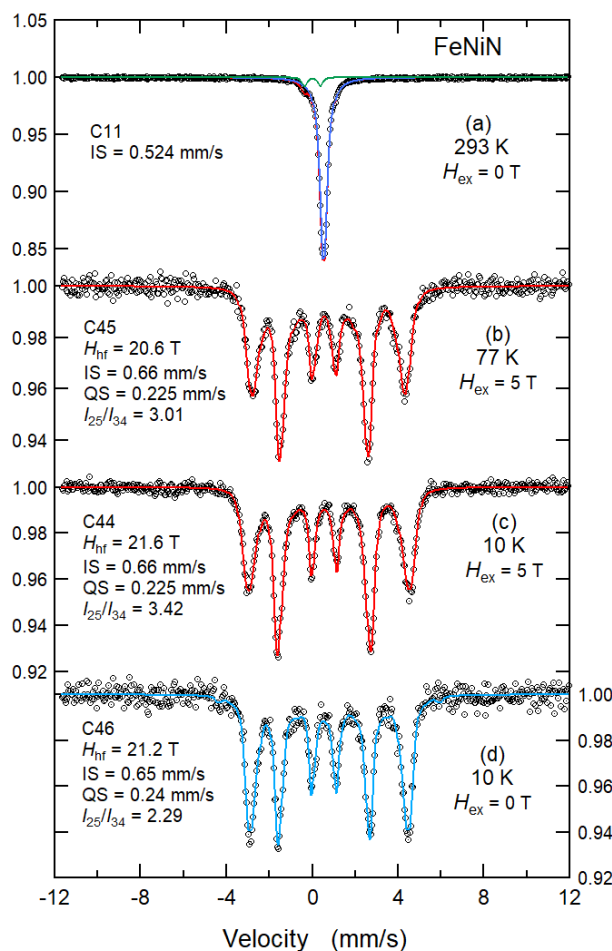 FeNiN
1.05
1.00
0.95
0.90
0.85
C11
IS = 0.524 mm/s
(a)
293 K
Hex = 0 T
1.00
0.98
0.96
0.94
C45
Hhf = 20.6 T
IS = 0.66 mm/s
QS = 0.225 mm/s
I25/I34 = 3.01
(b)
77 K
Hex = 5 T
1.00
0.98
0.96
0.94
0.92
C44
Hhf = 21.6 T
IS = 0.66 mm/s
QS = 0.225 mm/s
I25/I34 = 3.42
(c)
10 K
Hex = 5 T
C46
Hhf = 21.2 T
IS = 0.65 mm/s
QS = 0.24 mm/s
I25/I34 = 2.29
(d)
10 K
Hex = 0 T
1.00
0.98
0.96
0.94
0.92
-12 -8 -4 0 4 8 12
Velocity (mm/s)